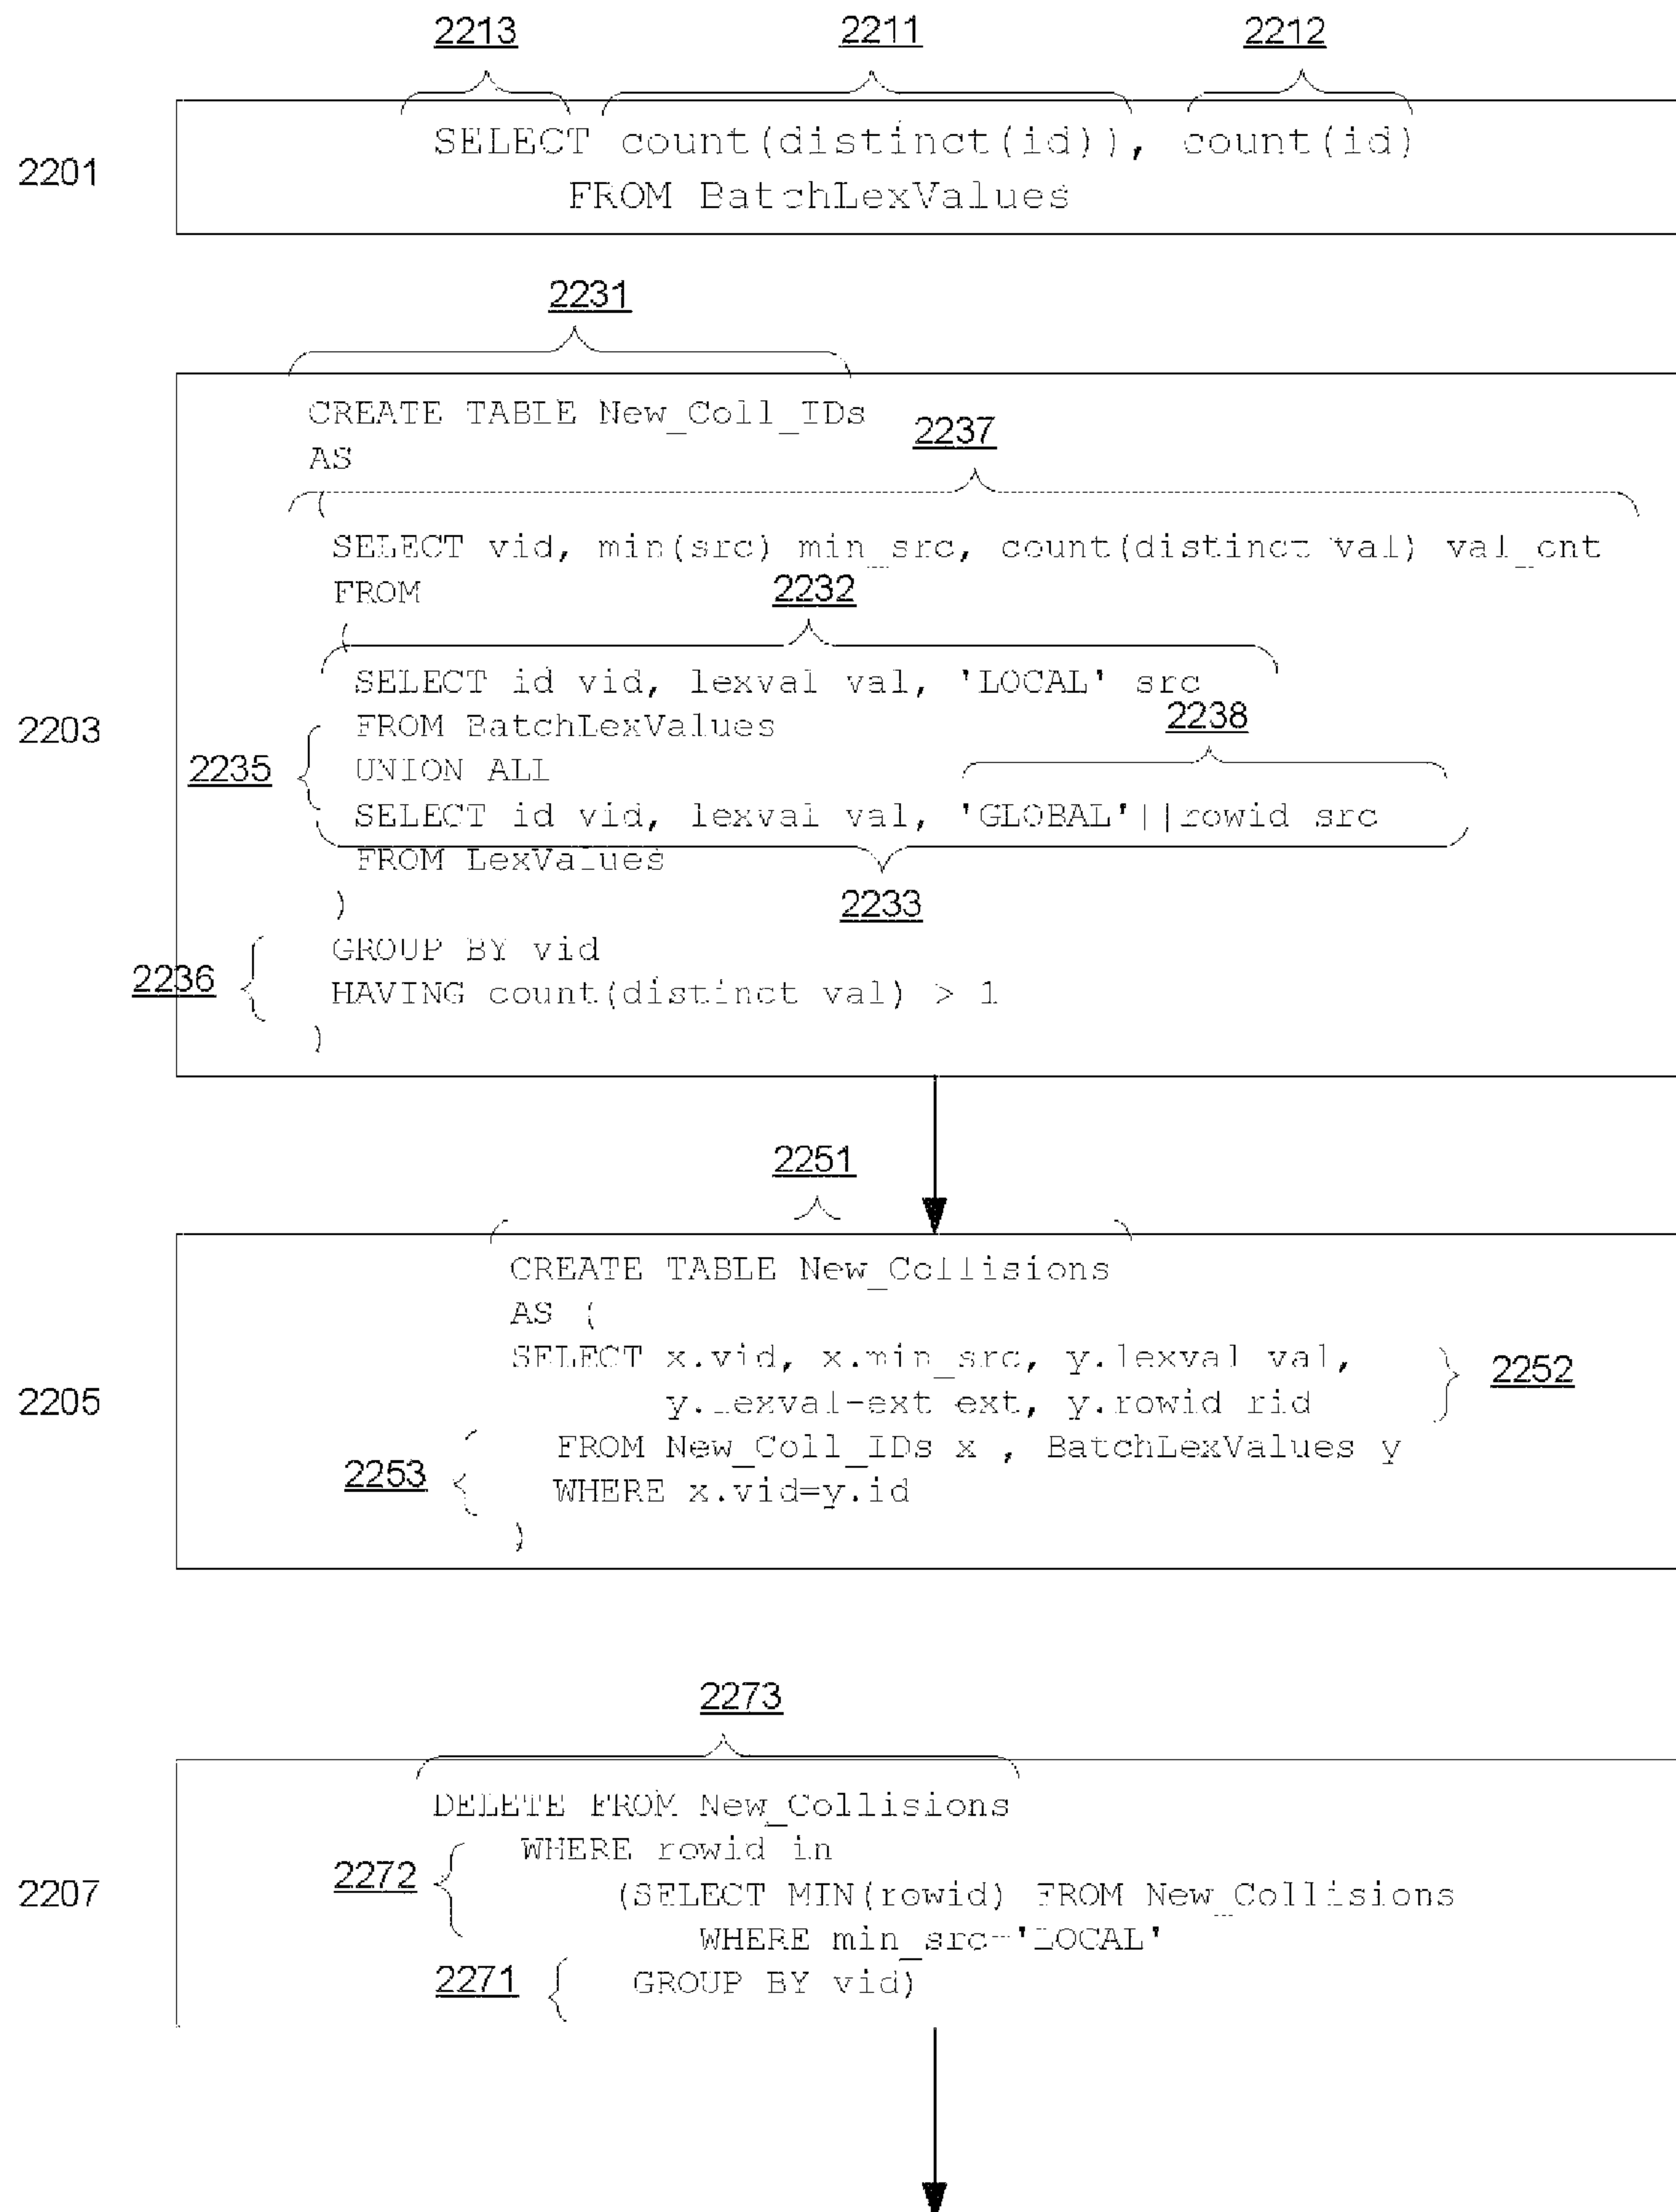 2213 2211 2212
SELECT count(distinct(id)), count(id)
2201
FROM BatchLexValues
2231
CREATE TABLE New_Coll_IDs
2237
AS
(
SELECT vid, min(src) min_src, count(distinct val) val_cnt
FROM 2232
(
SELECT id vid, lexval val, 'LOCAL' src
2203 FROM BatchLexValues 2238
2235 UNION ALL
SELECT id vid, lexval val, 'GLOBAL'||rowid src
FROM LexValues
) 2233
GROUP BY vid
2236
HAVING count(distinct val) > 1
)
2251
CREATE TABLE New_Collisions
AS (
SELECT x.vid, x.min_src, y.lexval val,
2252
2205 y.lexval-ext ext, y.rowid rid
FROM New_Coll_IDs x , BatchLexValues y
2253
WHERE x.vid=y.id
)
2273
DELETE FROM New_Collisions
WHERE rowid in
2272
2207 (SELECT MIN(rowid) FROM New_Collisions
WHERE min_src='LOCAL'
2271 GROUP BY vid)